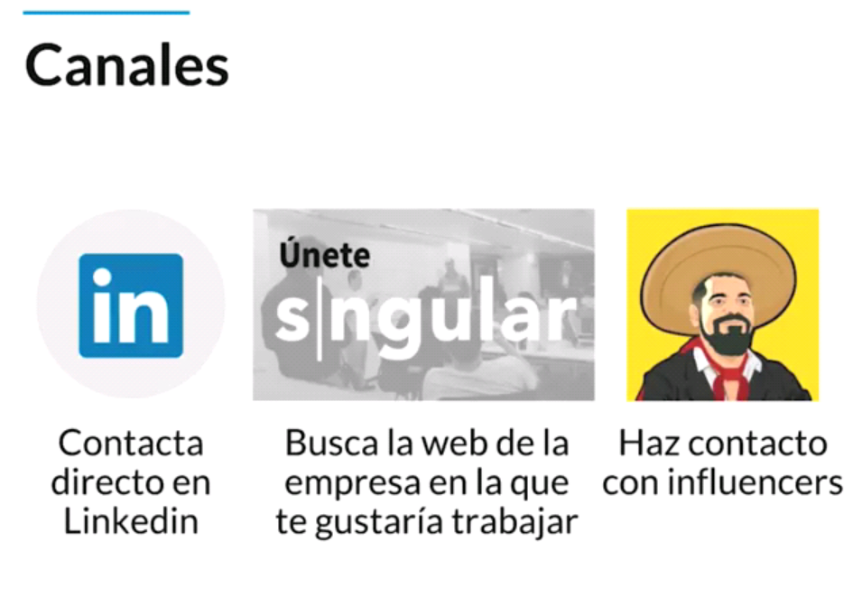 Canales
in
Únete
s|ngular
Contacta
directo en
Linkedin
Busca la web de la
empresa en la que
te gustaría trabajar
Haz contacto
con influencers